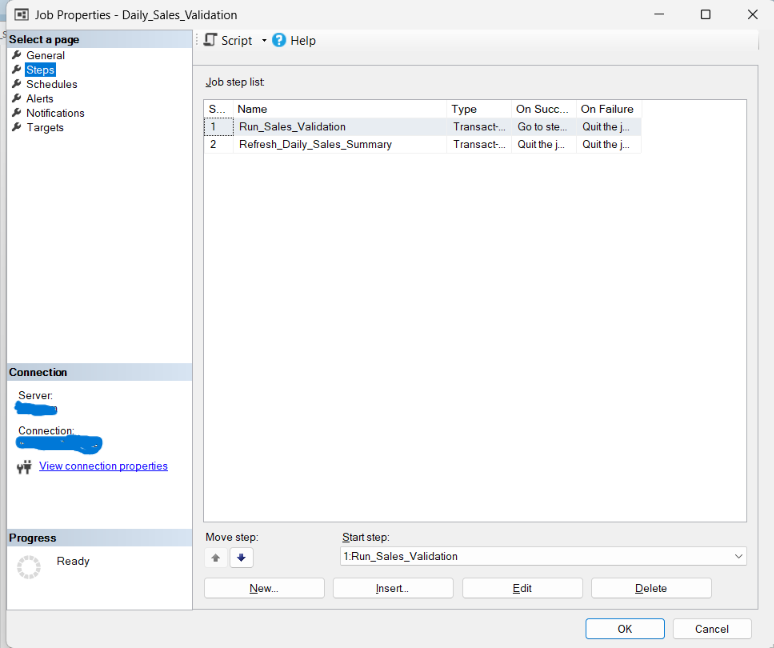 Job Properties - Daily_Sales_Validation
Select a page
General
Steps
Schedules
Alerts
Notifications
Targets
Script
Help
Job step list:
S... Name Type On Succ... On Failure
1 Run_Sales_Validation Transact-... Go to ste... Quit the j...
2 Refresh_Daily_Sales_Summary Transact-... Quit the j... Quit the j...
Connection
Server:
Connection:
View connection properties
Progress
Ready
Move step:
Start step:
1:Run_Sales_Validation
New...
Insert...
Edit
Delete
OK
Cancel